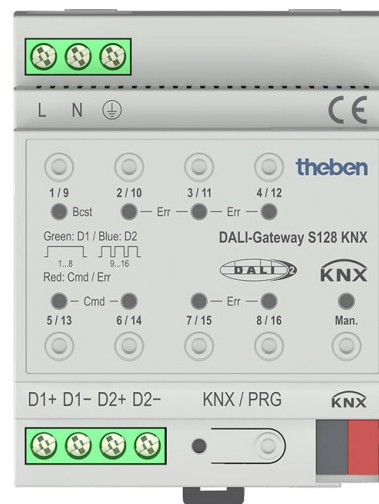 L N
CE
theben
1/9 2/10 3/11 4/12
Bcst Err Err
Green: D1 / Blue: D2
1...8 9...16
Red: Cmd / Err
DALI-Gateway S128 KNX
DALI 2 KNX
Cmd Err
5/13 6/14 7/15 8/16 Man.
D1+ D1− D2+ D2− KNX / PRG KNX